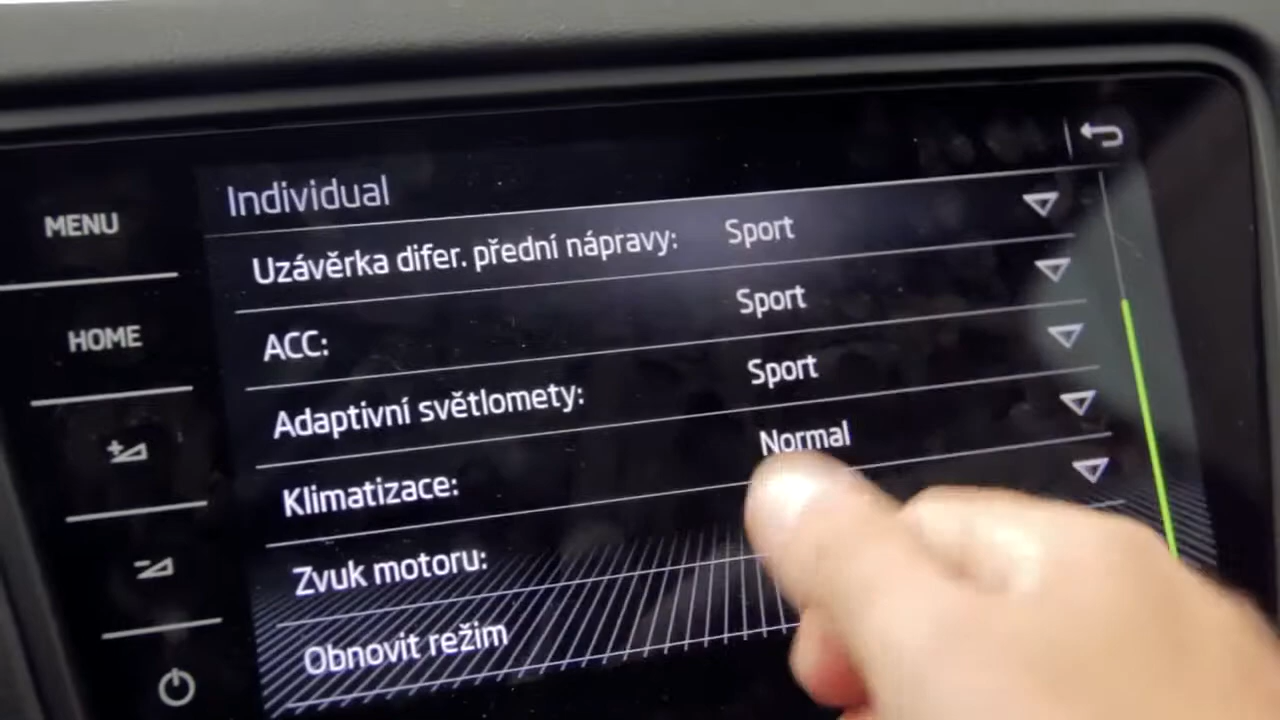 MENU
HOME
Individual
Uzávěrka difer. přední nápravy: Sport
ACC: Sport
Adaptivní světlomety: Sport
Klimatizace: Normal
Zvuk motoru:
Obnovit režim